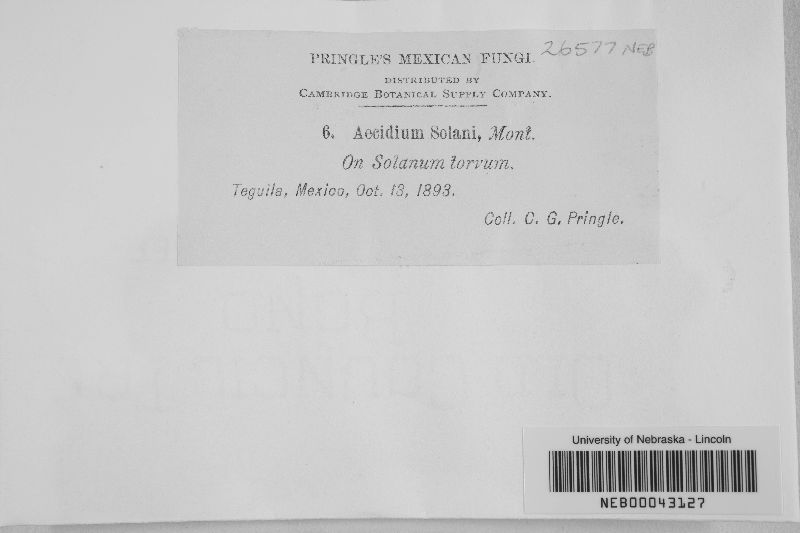 PRINGLE'S MEXICAN FUNGI. 26577 NEB
DISTRIBUTED BY
CAMBRIDGE BOTANICAL SUPPLY COMPANY.
6. Aecidium Solani, Mont.
On Solanum torvum.
Teguila, Mexico, Oct. 13, 1893.
Coll. C. G. Pringle.
University of Nebraska - Lincoln
NEB00043127